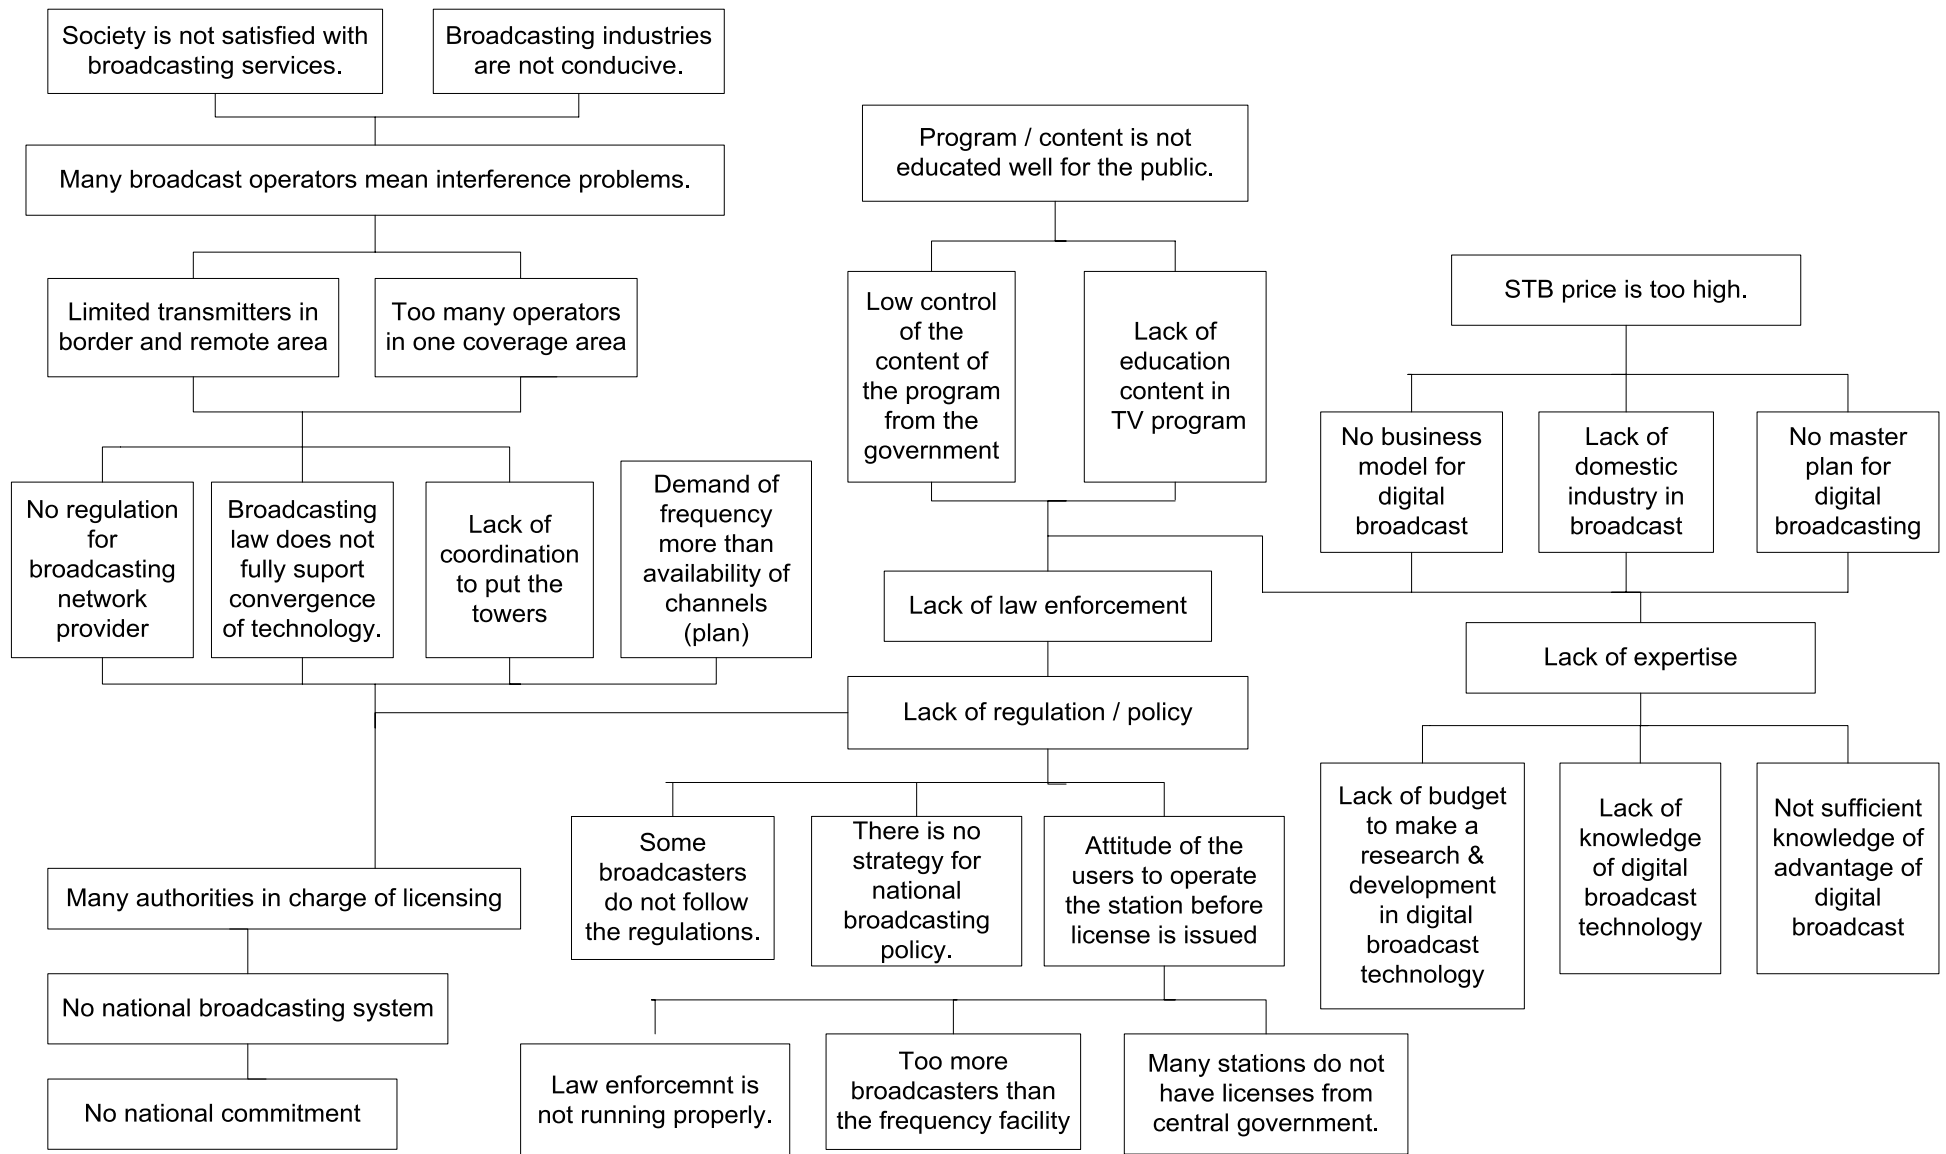 Society is not satisfied with
broadcasting services.
Broadcasting industries
are not conducive.
Many broadcast operators mean interference problems.
Limited transmitters in
border and remote area
Too many operators
in one coverage area
No regulation
for
broadcasting
network
provider
Broadcasting
law does not
fully suport
convergence
of technology.
Lack of
coordination
to put the
towers
Demand of
frequency
more than
availability of
channels
(plan)
Many authorities in charge of licensing
No national broadcasting system
No national commitment
Program / content is not
educated well for the public.
Low control
of the
content of
the program
from the
government
Lack of
education
content in
TV program
Lack of law enforcement
Lack of regulation / policy
Some
broadcasters
do not follow
the regulations.
There is no
strategy for
national
broadcasting
policy.
Attitude of the
users to operate
the station before
license is issued
Law enforcemnt is
not running properly.
Too more
broadcasters than
the frequency facility
Many stations do not
have licenses from
central government.
STB price is too high.
No business
model for
digital
broadcast
Lack of
domestic
industry in
broadcast
No master
plan for
digital
broadcasting
Lack of expertise
Lack of budget
to make a
research &
development
in digital
broadcast
technology
Lack of
knowledge
of digital
broadcast
technology
Not sufficient
knowledge of
advantage of
digital
broadcast